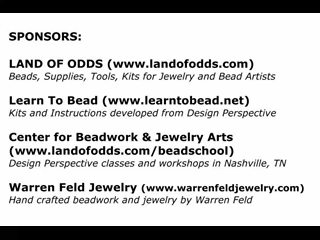 SPONSORS:
LAND OF ODDS (www.landofodds.com)
Beads, Supplies, Tools, Kits for Jewelry and Bead Artists
Learn To Bead (www.learntobead.net)
Kits and Instructions developed from Design Perspective
Center for Beadwork & Jewelry Arts
(www.landofodds.com/beadschool)
Design Perspective classes and workshops in Nashville, TN
Warren Feld Jewelry (www.warrenfeldjewelry.com)
Hand crafted beadwork and jewelry by Warren Feld